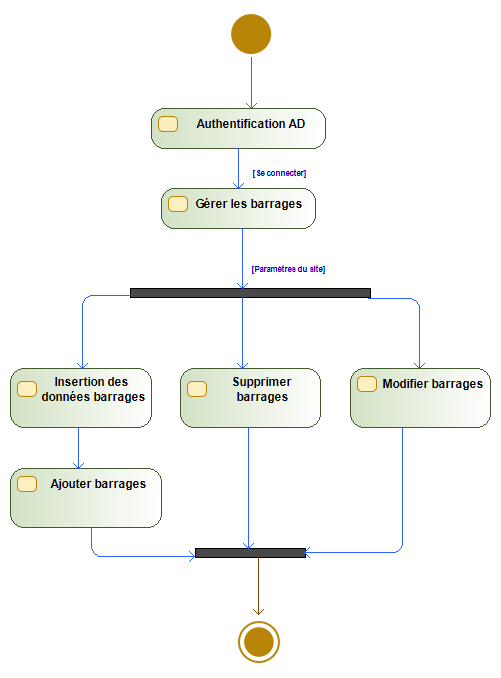 Authentification AD
[Se connecter]
Gérer les barrages
[Paramètres du site]
Insertion des
données barrages
Supprimer
barrages
Modifier barrages
Ajouter barrages